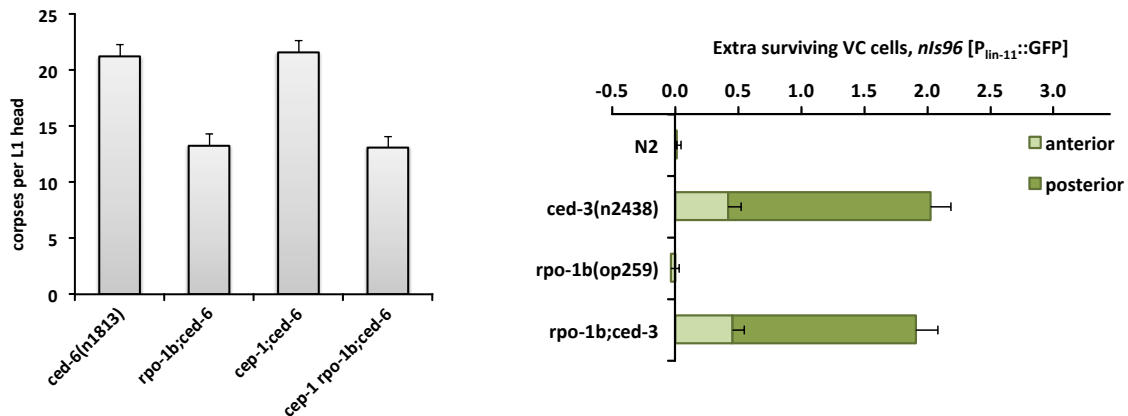 25
20
15
10
5
0
corpses per L1 head
ced-6(n1813)
rpo-1b;ced-6
cep-1;ced-6
cep-1 rpo-1b;ced-6
Extra surviving VC cells, nIs96 [Plin-11::GFP]
-0.5 0.0 0.5 1.0 1.5 2.0 2.5 3.0
N2
ced-3(n2438)
rpo-1b(op259)
rpo-1b;ced-3
anterior
posterior